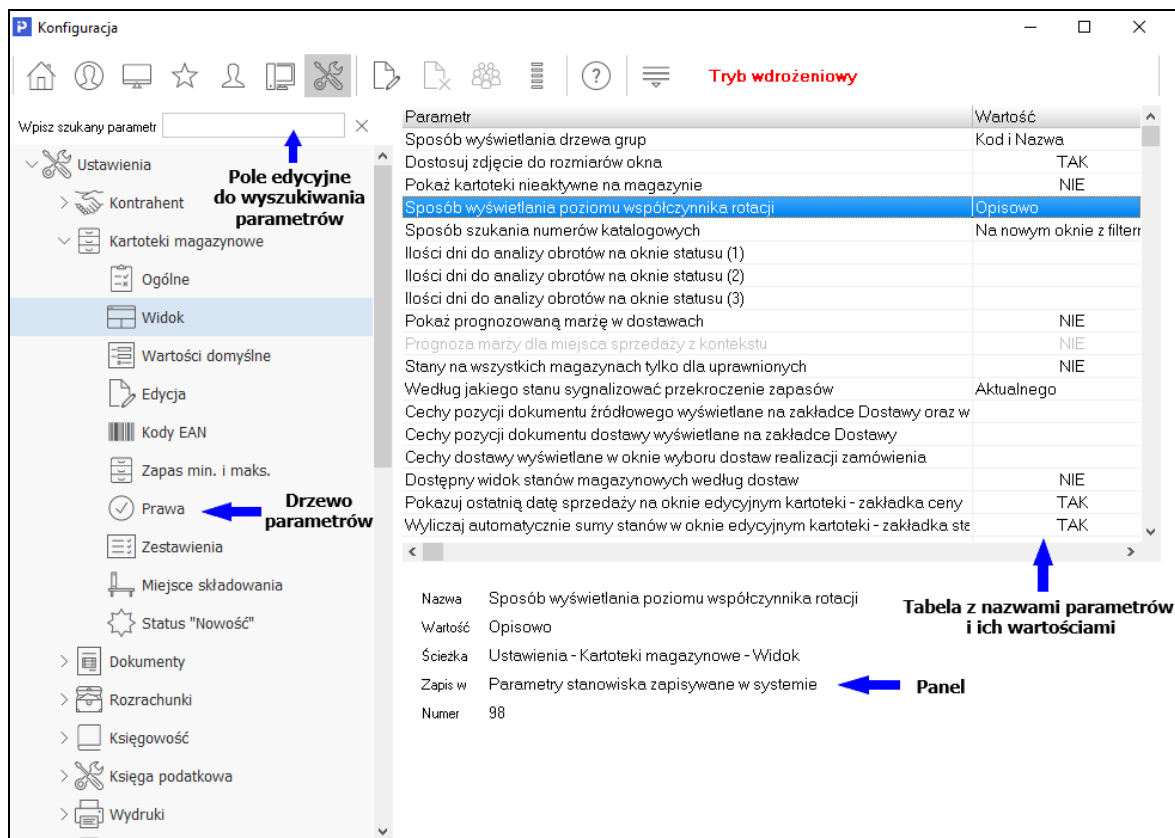 Konfiguracja
Tryb wdrożeniowy
Wpisz szukany parametr
Pole edycyjne
do wyszukiwania
parametrów
Ustawienia
Kontrahent
Kartoteki magazynowe
Ogólne
Widok
Wartości domyślne
Edycja
Kody EAN
Zapas min. i maks.
Prawa
Drzewo
parametrów
Zestawienia
Miejsce składowania
Status "Nowość"
Dokumenty
Rozrachunki
Księgowość
Księga podatkowa
Wydruki
Parametr Wartość
Sposób wyświetlania drzewa grup Kod i Nazwa
Dostosuj zdjęcie do rozmiarów okna TAK
Pokaż kartoteki nieaktywne na magazynie NIE
Sposób wyświetlania poziomu współczynnika rotacji Opisowo
Sposób szukania numerów katalogowych Na nowym oknie z filtern
Ilości dni do analizy obrotów na oknie statusu (1)
Ilości dni do analizy obrotów na oknie statusu (2)
Ilości dni do analizy obrotów na oknie statusu (3)
Pokaż prognozowaną marżę w dostawach NIE
Prognoza marży dla miejsca sprzedaży z kontekstu NIE
Stany na wszystkich magazynach tylko dla uprawnionych NIE
Według jakiego stanu sygnalizować przekroczenie zapasów Aktualnego
Cechy pozycji dokumentu źródłowego wyświetlane na zakładce Dostawy oraz w
Cechy pozycji dokumentu dostawy wyświetlane na zakładce Dostawy
Cechy dostawy wyświetlane w oknie wyboru dostaw realizacji zamówienia
Dostępny widok stanów magazynowych według dostaw NIE
Pokazuj ostatnią datę sprzedaży na oknie edycyjnym kartoteki - zakładka ceny TAK
Wyliczaj automatycznie sumy stanów w oknie edycyjnym kartoteki - zakładka sta TAK
Tabela z nazwami parametrów
i ich wartościami
Nazwa Sposób wyświetlania poziomu współczynnika rotacji
Wartość Opisowo
Ścieżka Ustawienia - Kartoteki magazynowe - Widok
Zapis w Parametry stanowiska zapisywane w systemie
Panel
Numer 98